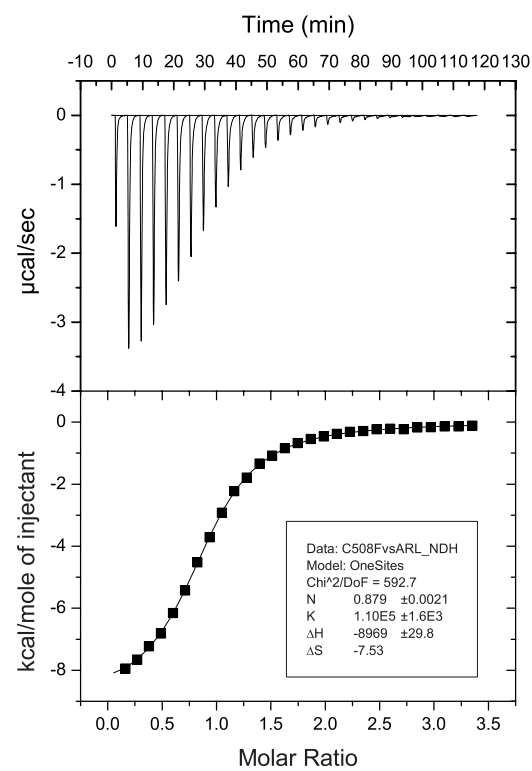 Time (min)
-10 0 10 20 30 40 50 60 70 80 90 100 110 120 130
0
-1
-2
-3
-4
µcal/sec
0
-2
-4
-6
-8
kcal/mole of injectant
Data: C508FvsARL_NDH
Model: OneSites
Chi^2/DoF = 592.7
N 0.879 ±0.0021
K 1.10E5 ±1.6E3
ΔH -8969 ±29.8
ΔS -7.53
0.0 0.5 1.0 1.5 2.0 2.5 3.0 3.5
Molar Ratio